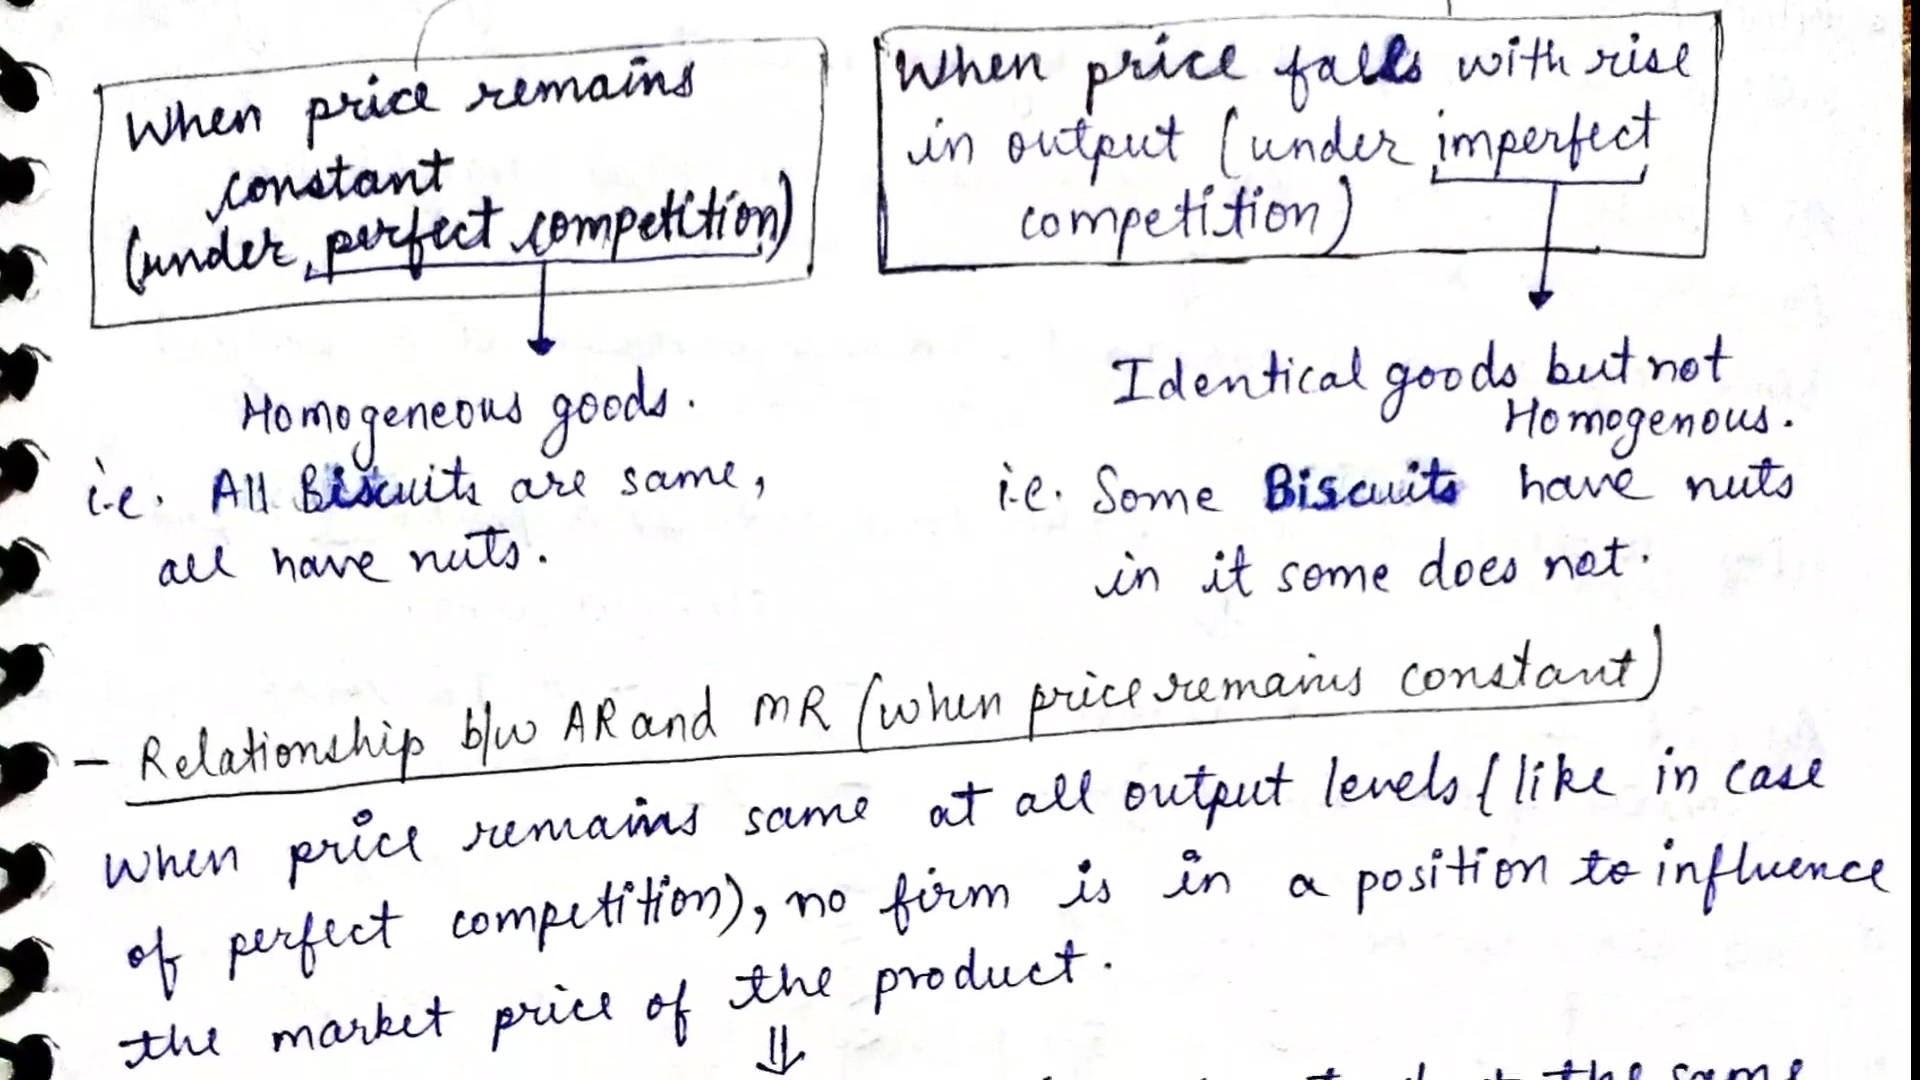 When price remains
constant
(under perfect competition)
When price falls with rise
in output (under imperfect
competition)
Homogeneous goods.
i.e. All Biscuits are same,
all have nuts.
Identical goods but not
Homogenous.
i.e. Some Biscuits have nuts
in it some does not.
- Relationship b/w AR and MR (when price remains constant)
When price remains same at all output levels (like in case
of perfect competition), no firm is in a position to influence
the market price of the product.
⇓
the same